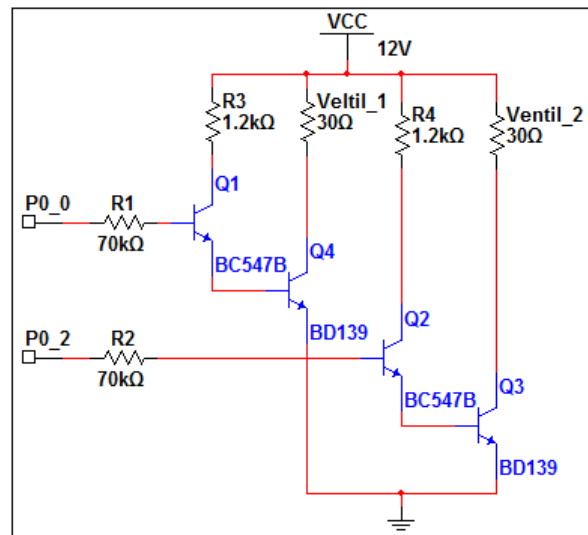 VCC
12V
R3
1.2kΩ
Veltil_1
30Ω
R4
1.2kΩ
Ventil_2
30Ω
Q1
P0_0
R1
70kΩ
BC547B
Q4
BD139
P0_2
R2
70kΩ
Q2
BC547B
Q3
BD139